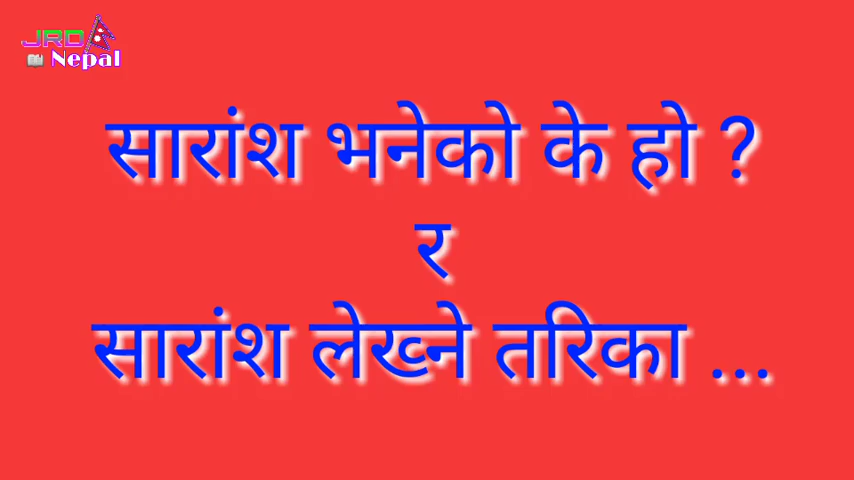 JRD
Nepal
सारांश भनेको के हो ?
र
सारांश लेख्ने तरिका ...